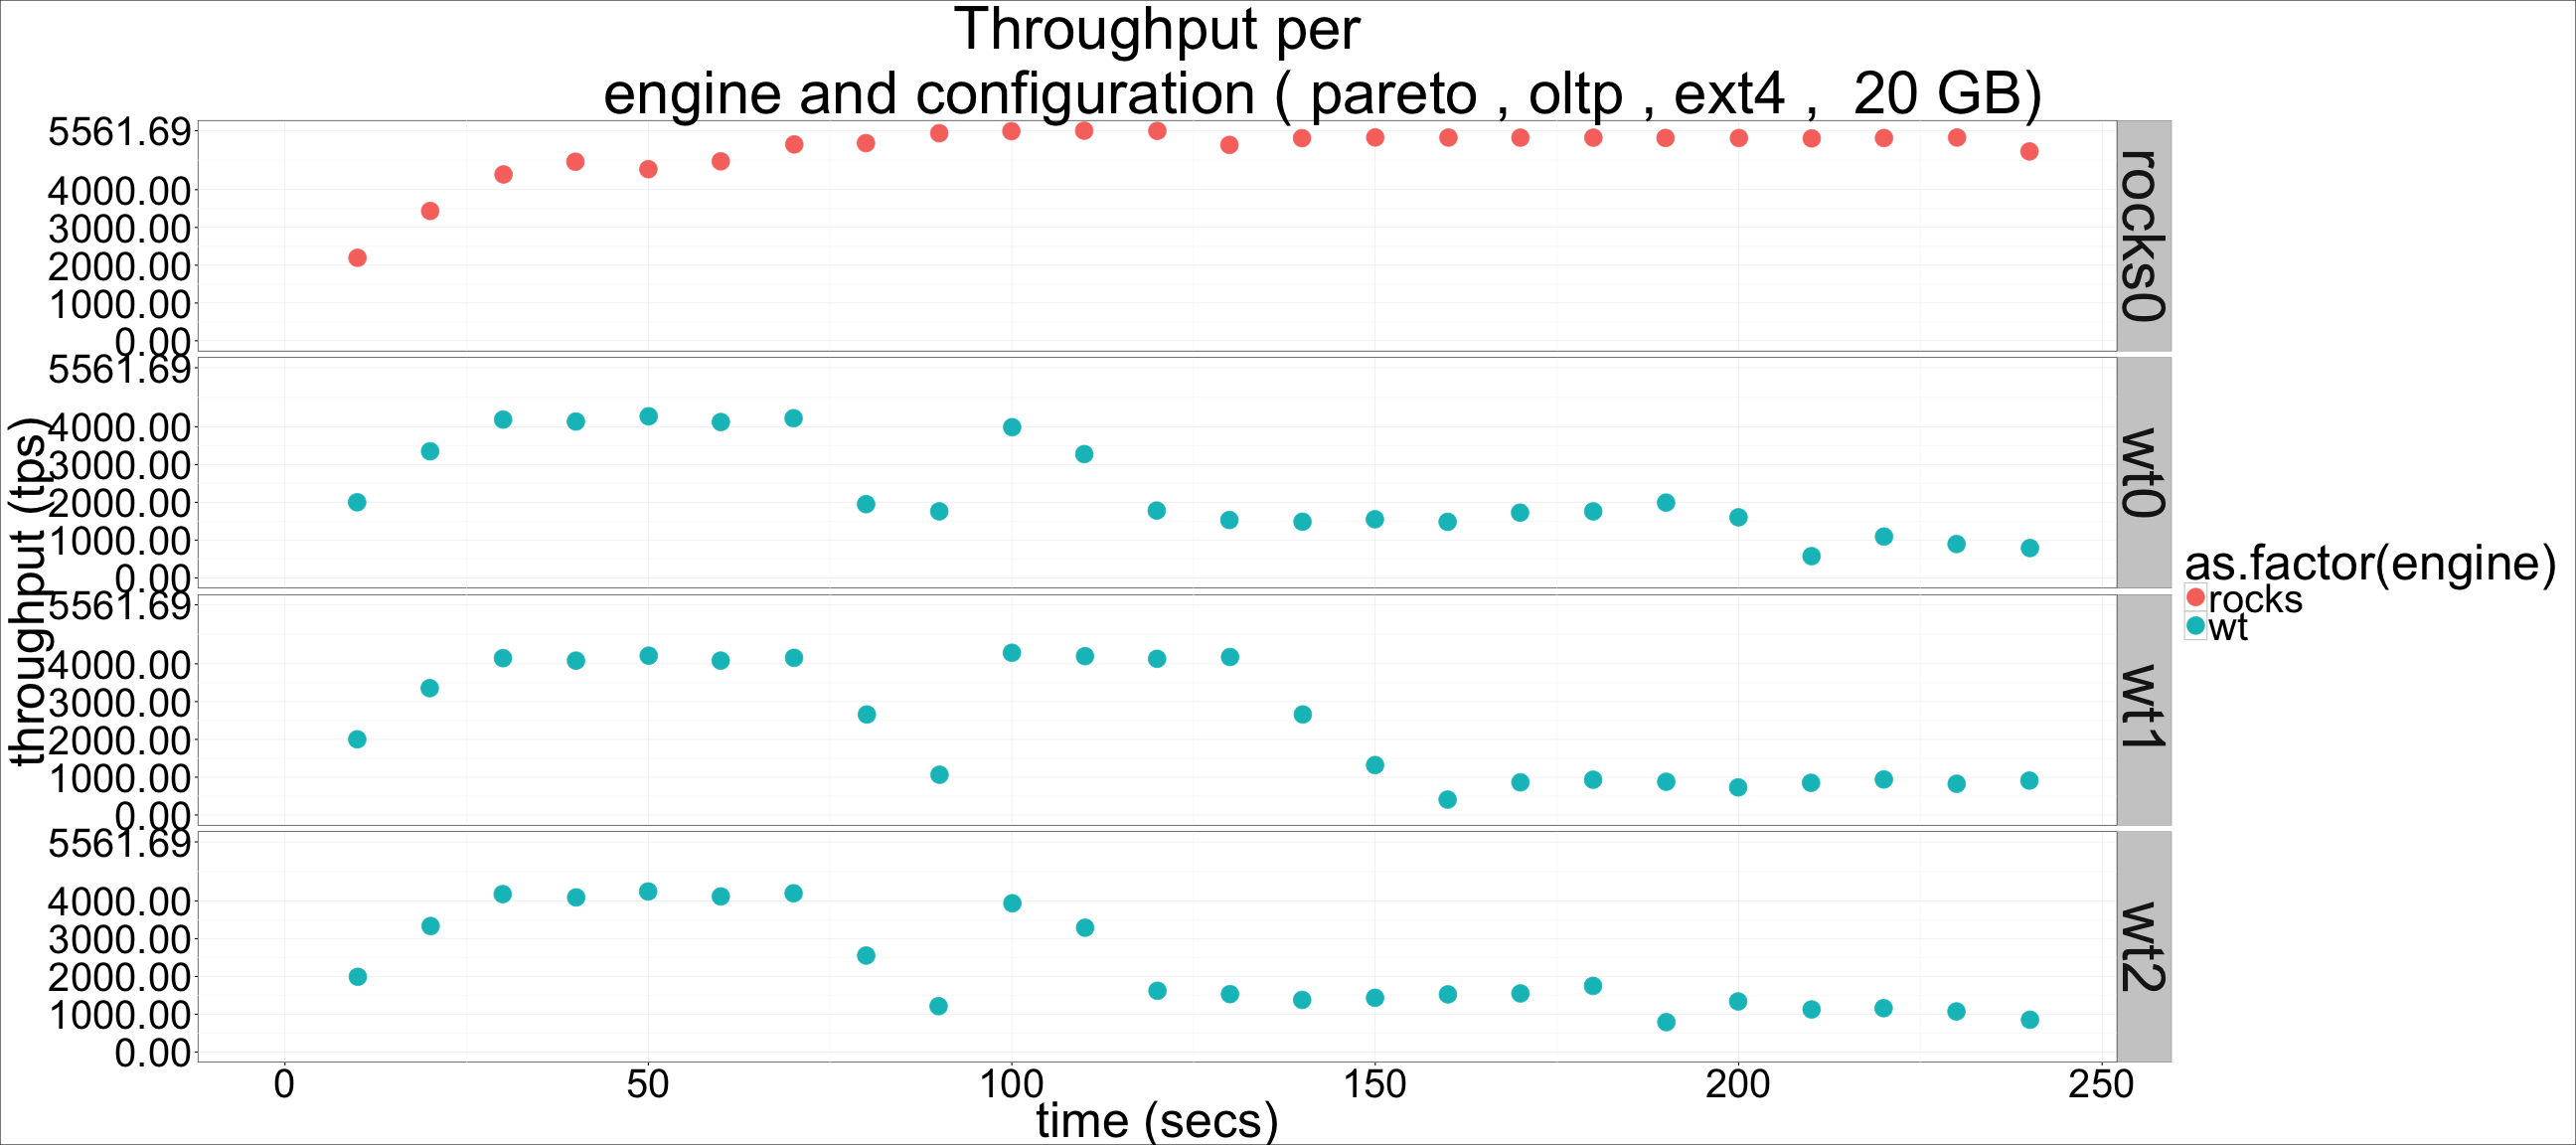 Throughput per
engine and configuration ( pareto , oltp , ext4 ,  20 GB)
throughput (tps)
5561.69
4000.00
3000.00
2000.00
1000.00
0.00
rocks0
5561.69
4000.00
3000.00
2000.00
1000.00
0.00
wt0
5561.69
4000.00
3000.00
2000.00
1000.00
0.00
wt1
5561.69
4000.00
3000.00
2000.00
1000.00
0.00
wt2
0 50 100 150 200 250
time (secs)
as.factor(engine)
rocks
wt